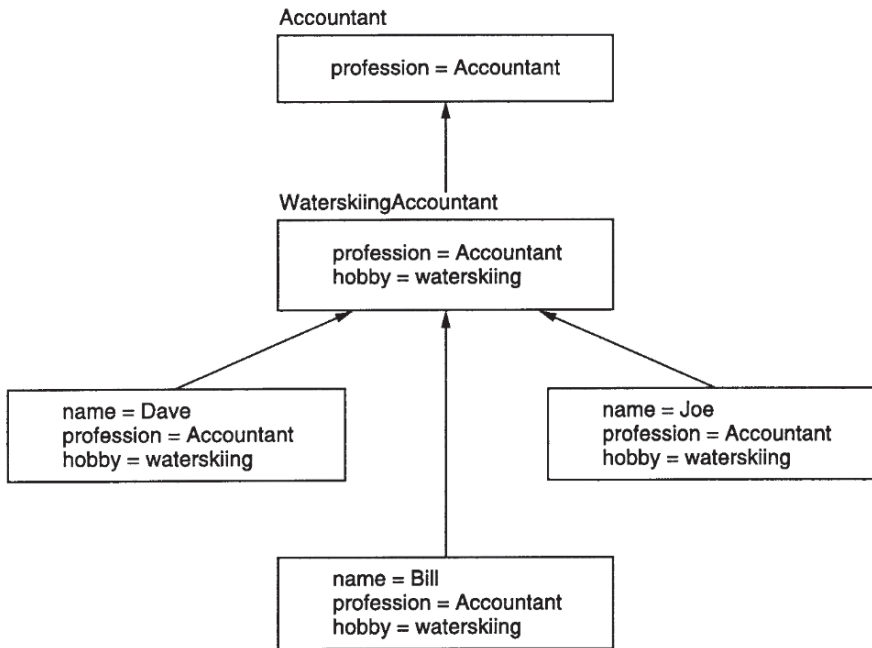 Accountant
profession = Accountant
WaterskiingAccountant
profession = Accountant
hobby = waterskiing
name = Dave
profession = Accountant
hobby = waterskiing
name = Joe
profession = Accountant
hobby = waterskiing
name = Bill
profession = Accountant
hobby = waterskiing